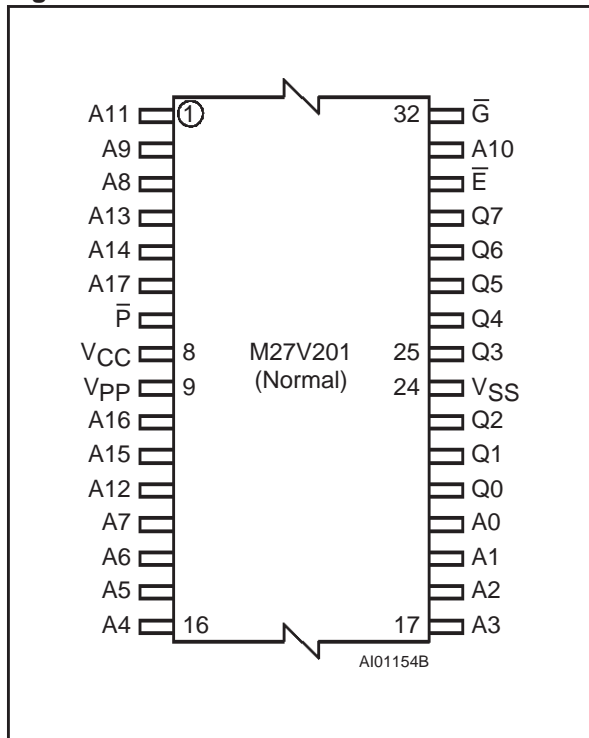 A11 1 32 G̅
A9 A10
A8 E̅
A13 Q7
A14 Q6
A17 Q5
P̅ Q4
VCC 8 M27V201 25 Q3
VPP 9 (Normal) 24 VSS
A16 Q2
A15 Q1
A12 Q0
A7 A0
A6 A1
A5 A2
A4 16 17 A3
AI01154B